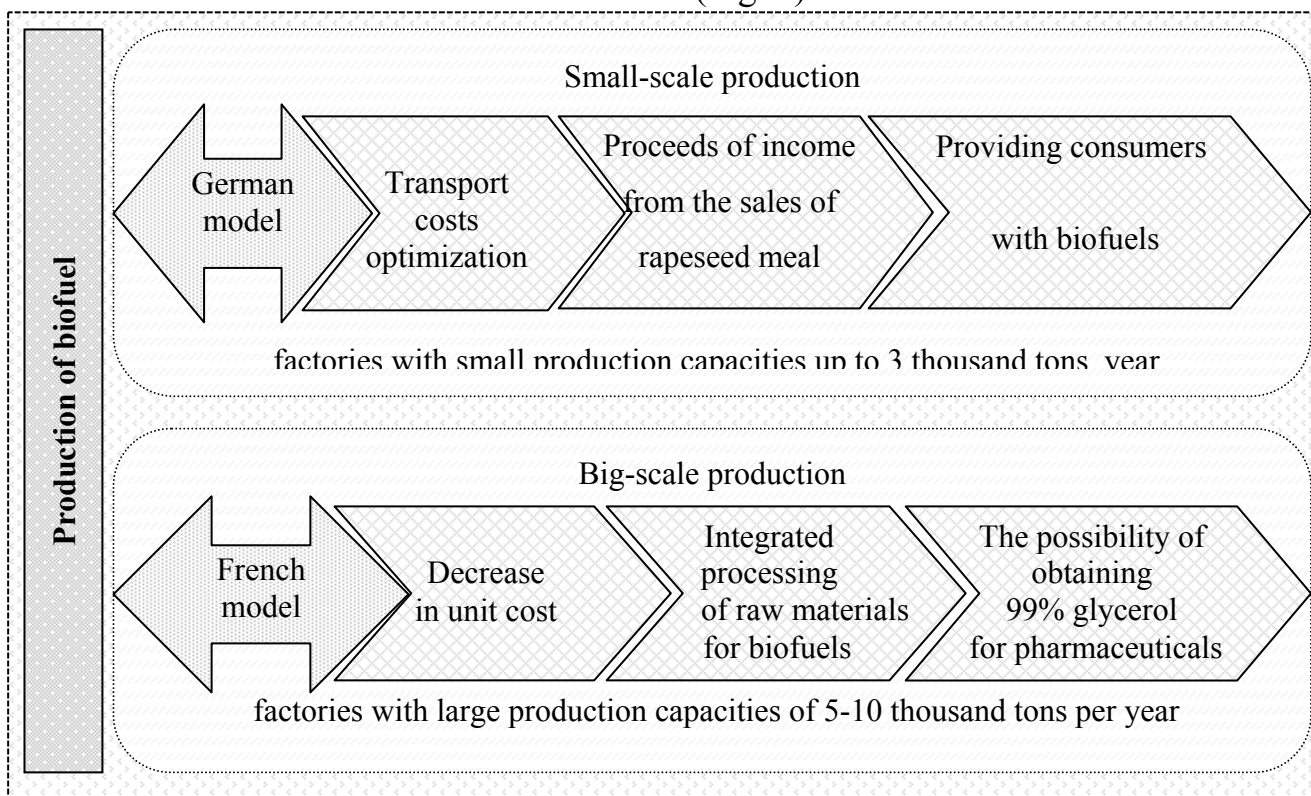 Production of biofuel
Small-scale production
German
model
Transport
costs
optimization
Proceeds of income
from the sales of
rapeseed meal
Providing consumers
with biofuels
factories with small production capacities up to 3 thousand tons year
Big-scale production
French
model
Decrease
in unit cost
Integrated
processing
of raw materials
for biofuels
The possibility of
obtaining
99% glycerol
for pharmaceuticals
factories with large production capacities of 5-10 thousand tons per year